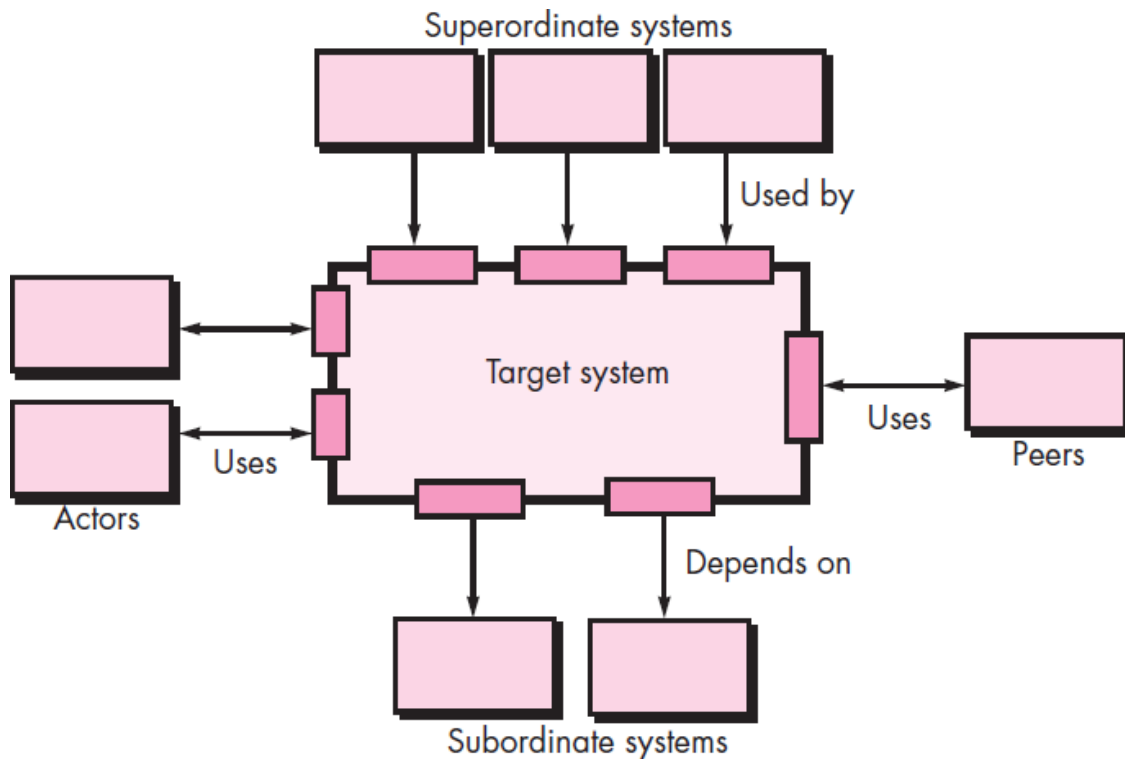 Superordinate systems
Used by
Target system
Uses
Actors
Uses
Peers
Depends on
Subordinate systems